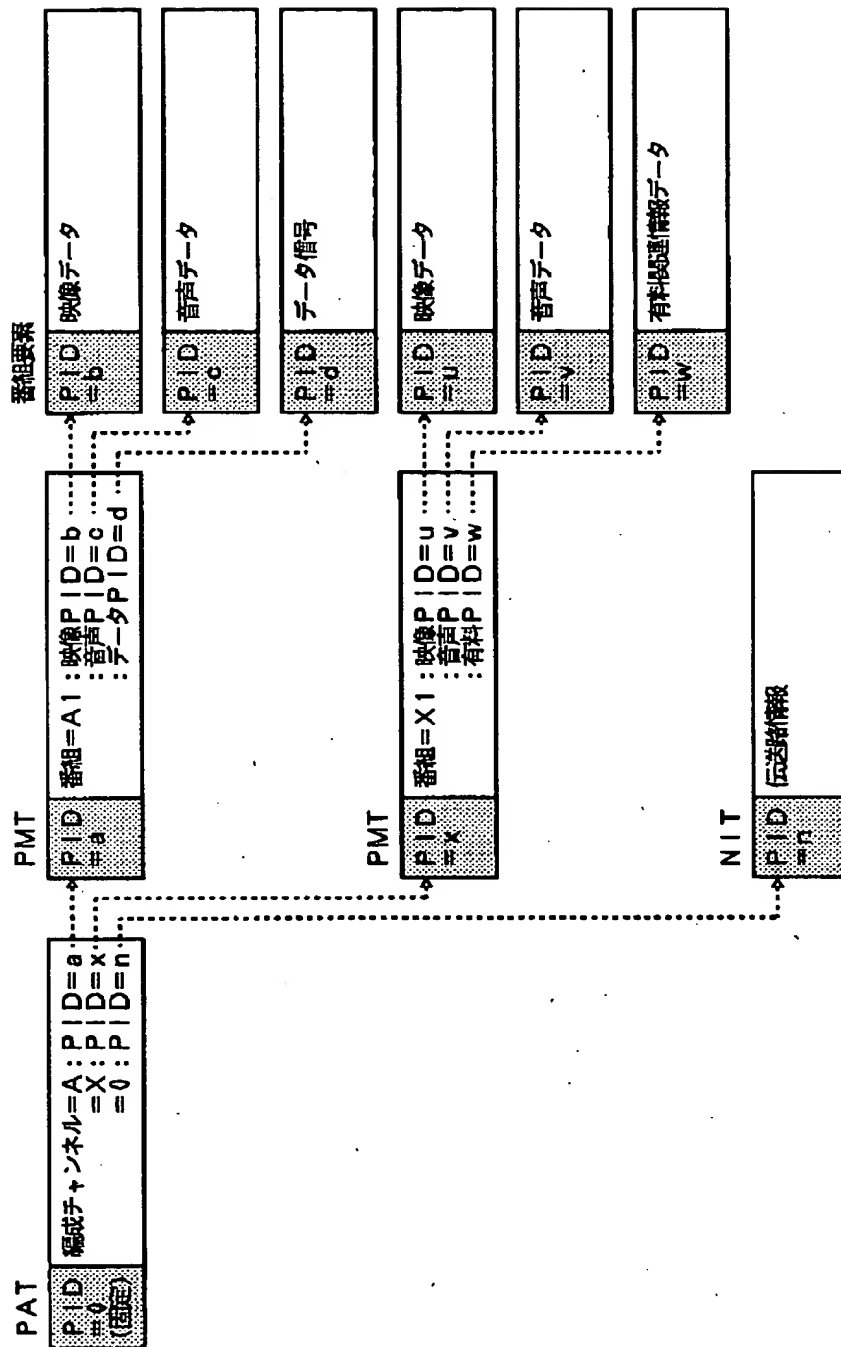 PAT
PID
=0
(固定)
編成チャンネル=A:PID=a
=X:PID=x
=0:PID=n
PMT
PID
=a
番組=A1:映像PID=b
:音声PID=c
:データPID=d
PMT
PID
=x
番組=X1:映像PID=u
:音声PID=v
:有料PID=w
NIT
PID
=n
伝送路情報
番組要素
PID
=b
映像データ
PID
=c
音声データ
PID
=d
データ信号
PID
=u
映像データ
PID
=v
音声データ
PID
=w
有料関連情報データ